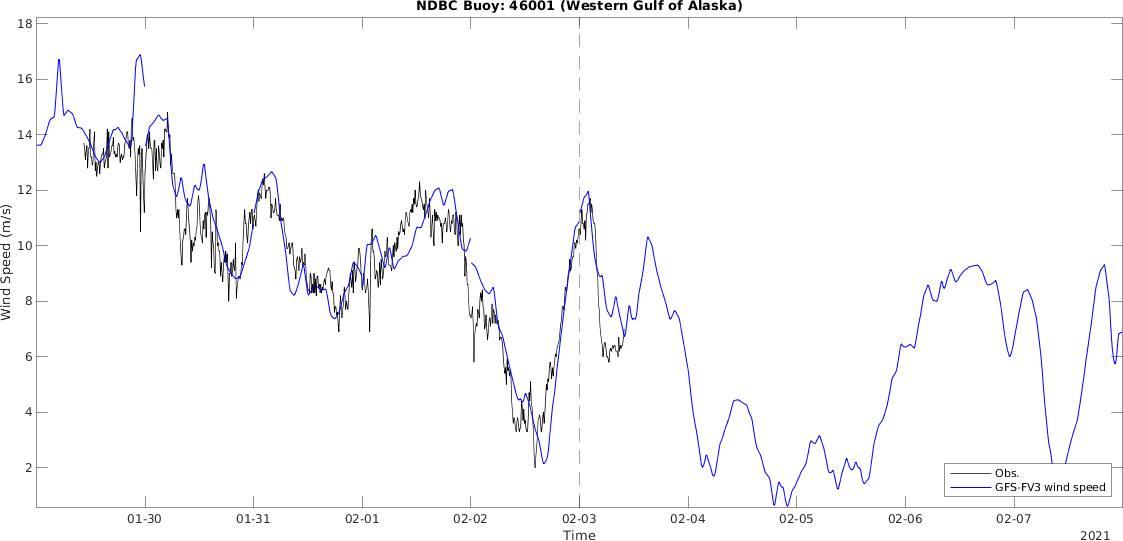 NDBC Buoy: 46001 (Western Gulf of Alaska)
18
16
14
12
10
8
6
4
2
Wind Speed (m/s)
Obs.
GFS-FV3 wind speed
01-30 01-31 02-01 02-02 02-03 02-04 02-05 02-06 02-07
Time
2021